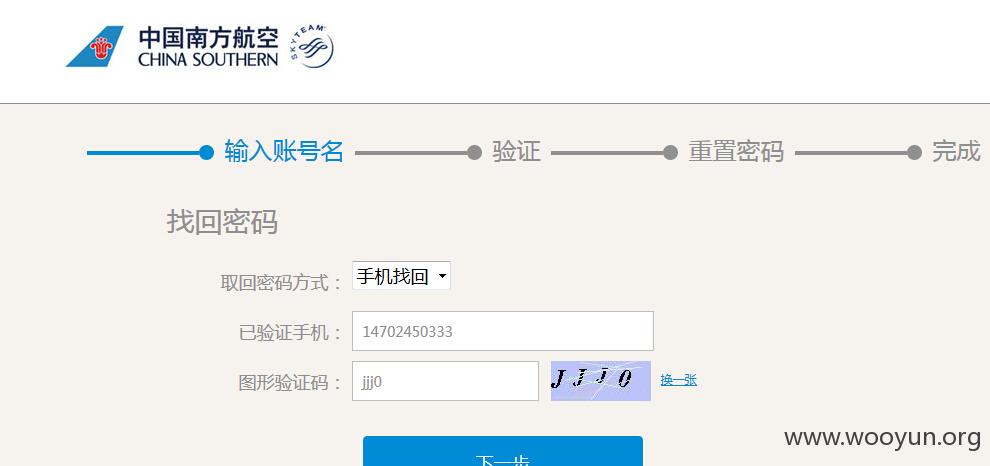 中国南方航空
CHINA SOUTHERN
SKYTEAM
输入账号名 验证 重置密码 完成
找回密码
取回密码方式： 手机找回
已验证手机： 14702450333
图形验证码： jjj0 JJJ0 换一张
下一步
www.wooyun.org